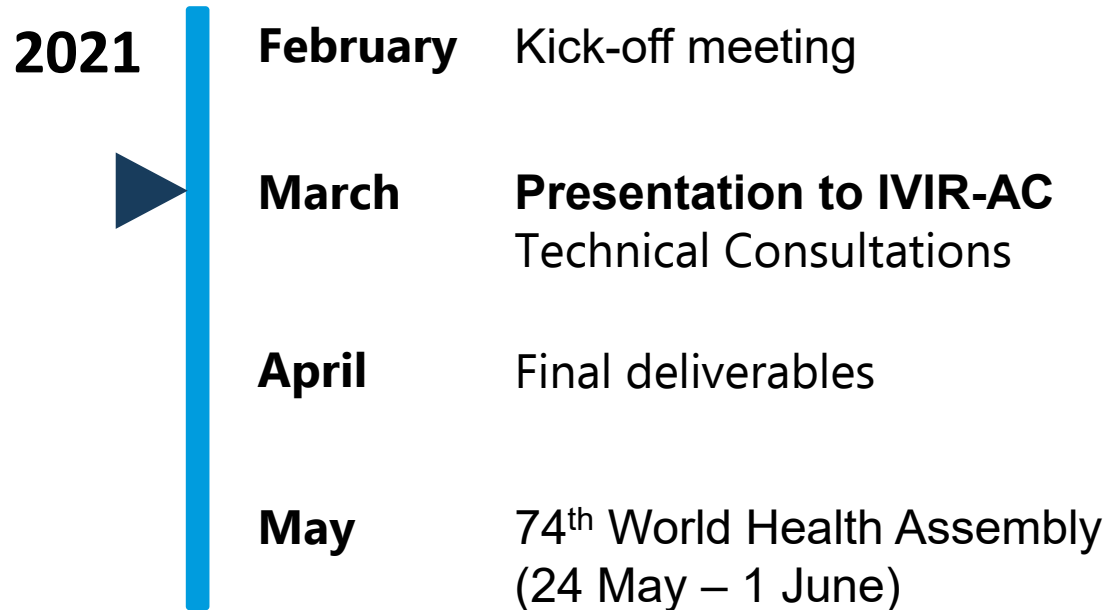 2021
February Kick-off meeting
March Presentation to IVIR-AC
Technical Consultations
April Final deliverables
May 74th World Health Assembly
(24 May – 1 June)